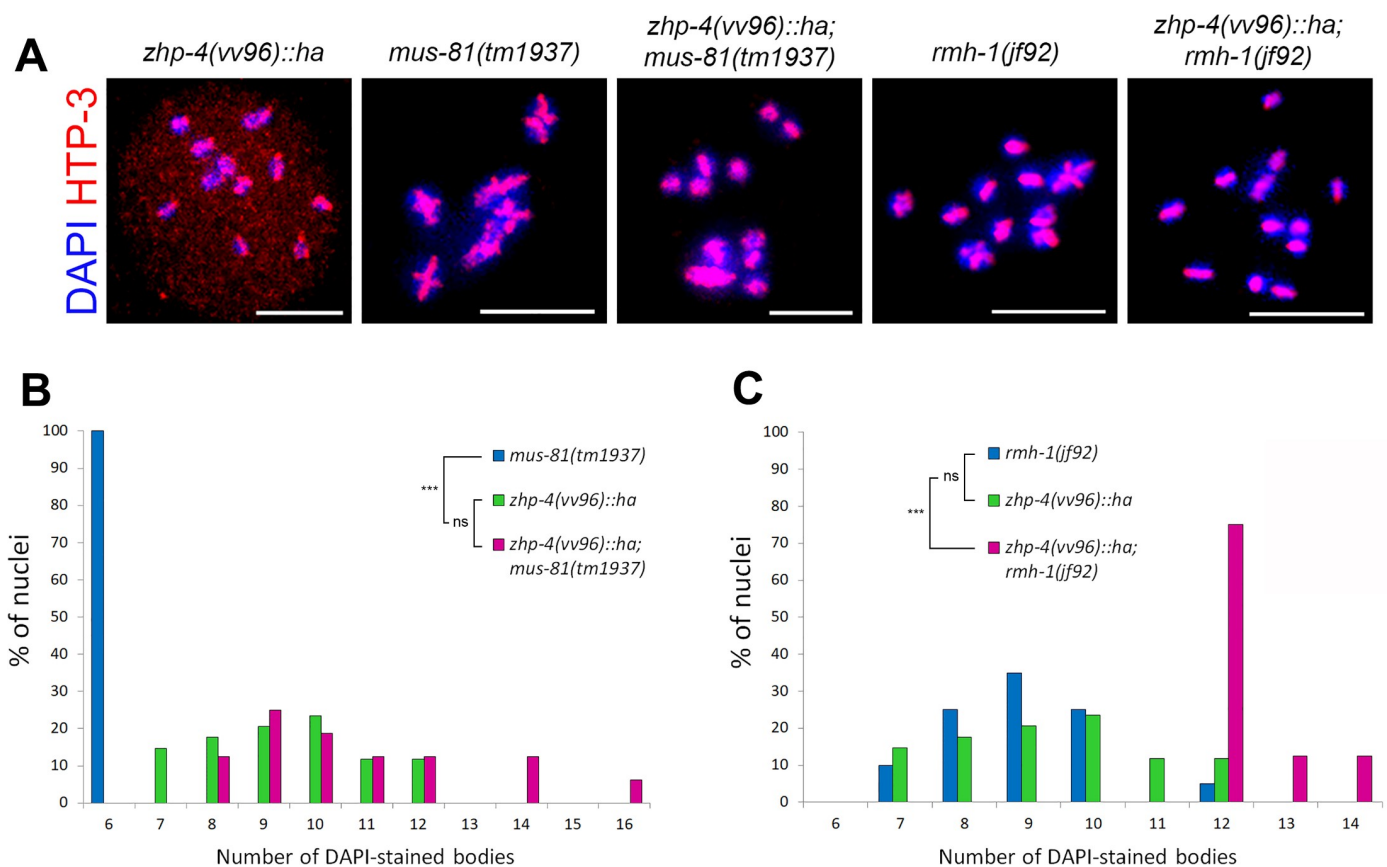 A
zhp-4(vv96)::ha
mus-81(tm1937)
zhp-4(vv96)::ha;
mus-81(tm1937)
rmh-1(jf92)
zhp-4(vv96)::ha;
rmh-1(jf92)
DAPI HTP-3
B
% of nuclei
100
90
80
70
60
50
40
30
20
10
0
mus-81(tm1937)
***
zhp-4(vv96)::ha
ns
zhp-4(vv96)::ha;
mus-81(tm1937)
6 7 8 9 10 11 12 13 14 15 16
Number of DAPI-stained bodies
C
% of nuclei
100
90
80
70
60
50
40
30
20
10
0
rmh-1(jf92)
ns
zhp-4(vv96)::ha
***
zhp-4(vv96)::ha;
rmh-1(jf92)
6 7 8 9 10 11 12 13 14
Number of DAPI-stained bodies